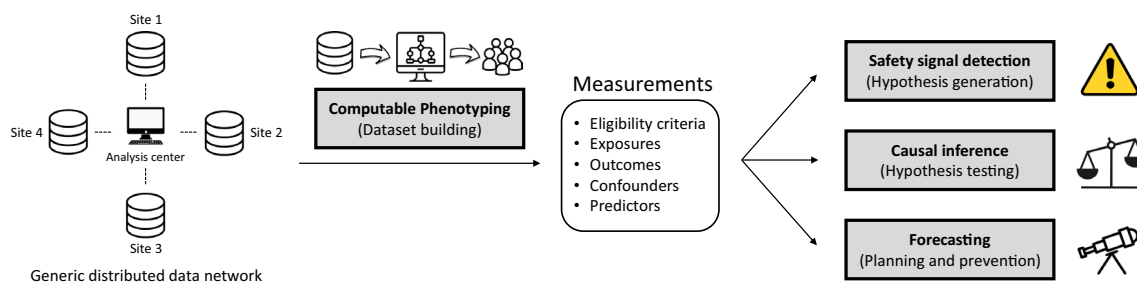 Site 1
Site 4
Site 2
Analysis center
Site 3
Generic distributed data network
Computable Phenotyping
(Dataset building)
Measurements
• Eligibility criteria
• Exposures
• Outcomes
• Confounders
• Predictors
Safety signal detection
(Hypothesis generation)
Causal inference
(Hypothesis testing)
Forecasting
(Planning and prevention)